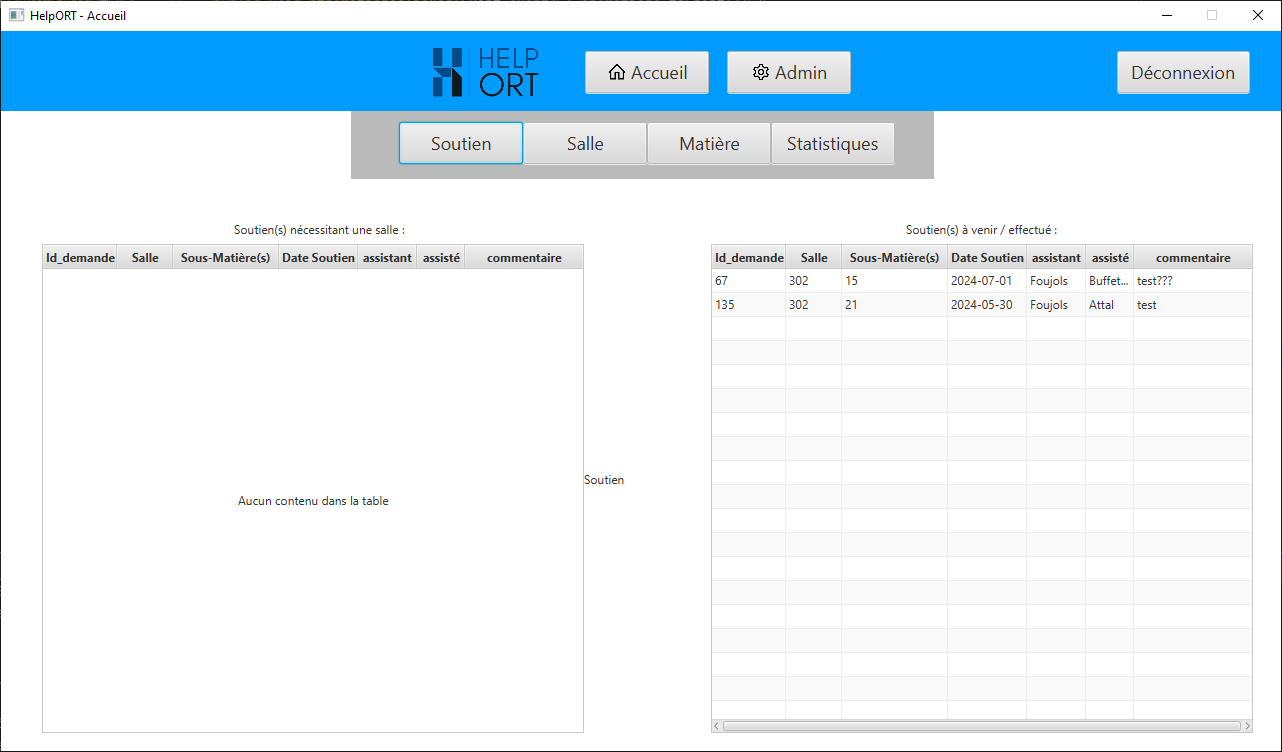 HelpORT - Accueil
HELP
ORT
Accueil
Admin
Déconnexion
Soutien
Salle
Matière
Statistiques
Soutien(s) nécessitant une salle :
Id_demande Salle Sous-Matière(s) Date Soutien assistant assisté commentaire
Aucun contenu dans la table
Soutien
Soutien(s) à venir / effectué :
Id_demande Salle Sous-Matière(s) Date Soutien assistant assisté commentaire
67 302 15 2024-07-01 Foujols Buffet... test???
135 302 21 2024-05-30 Foujols Attal test